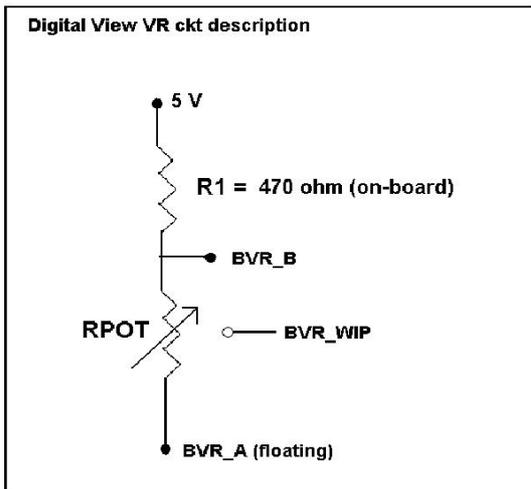 Digital View VR ckt description
5 V
R1 = 470 ohm (on-board)
BVR_B
RPOT
BVR_WIP
BVR_A (floating)